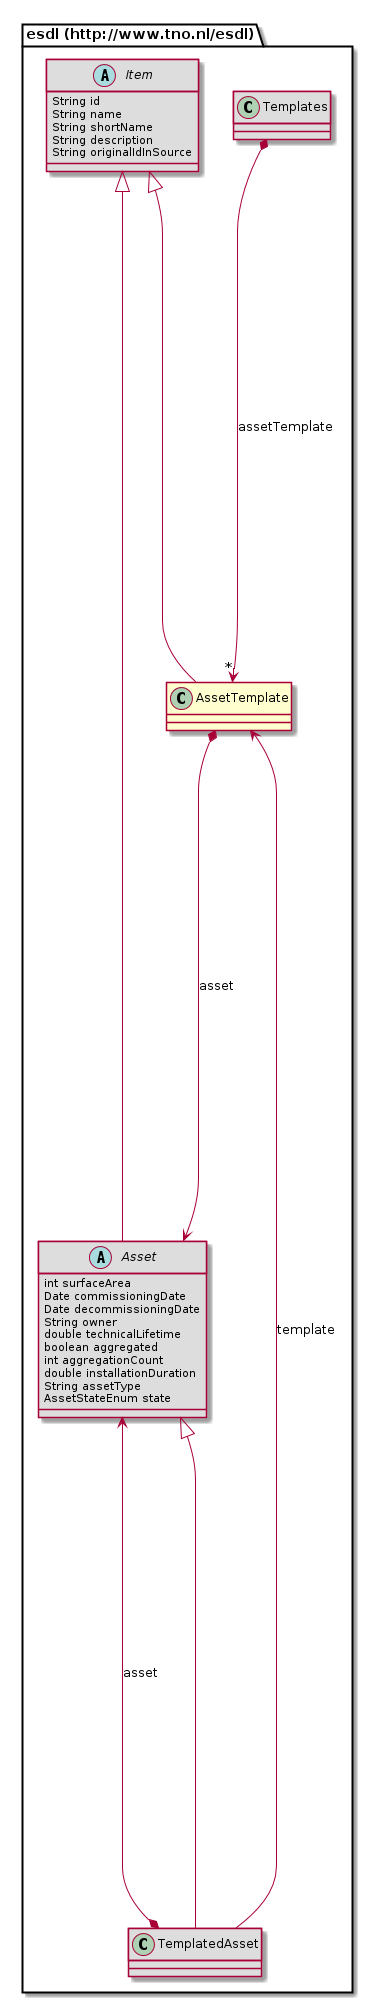 esdl (http://www.tno.nl/esdl)
A Item
String id
String name
String shortName
String description
String originalIdInSource
C Templates
assetTemplate
*
C AssetTemplate
asset
A Asset
int surfaceArea
Date commissioningDate
Date decommissioningDate
String owner
double technicalLifetime
boolean aggregated
int aggregationCount
double installationDuration
String assetType
AssetStateEnum state
template
asset
C TemplatedAsset